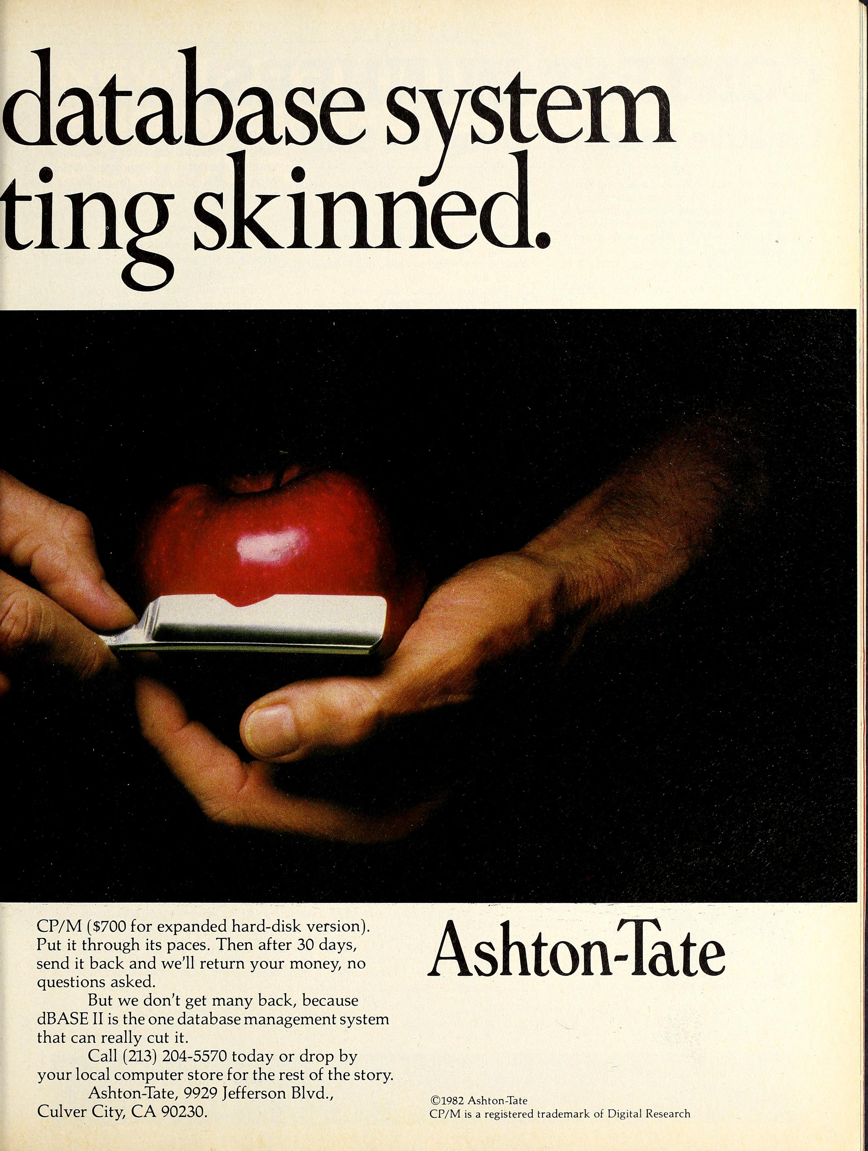 database system
ting skinned.
CP/M ($700 for expanded hard-disk version).
Put it through its paces. Then after 30 days,
send it back and we'll return your money, no
questions asked.
But we don't get many back, because
dBASE II is the one database management system
that can really cut it.
Call (213) 204-5570 today or drop by
your local computer store for the rest of the story.
Ashton-Tate, 9929 Jefferson Blvd.,
Culver City, CA 90230.
Ashton-Tate
©1982 Ashton-Tate
CP/M is a registered trademark of Digital Research